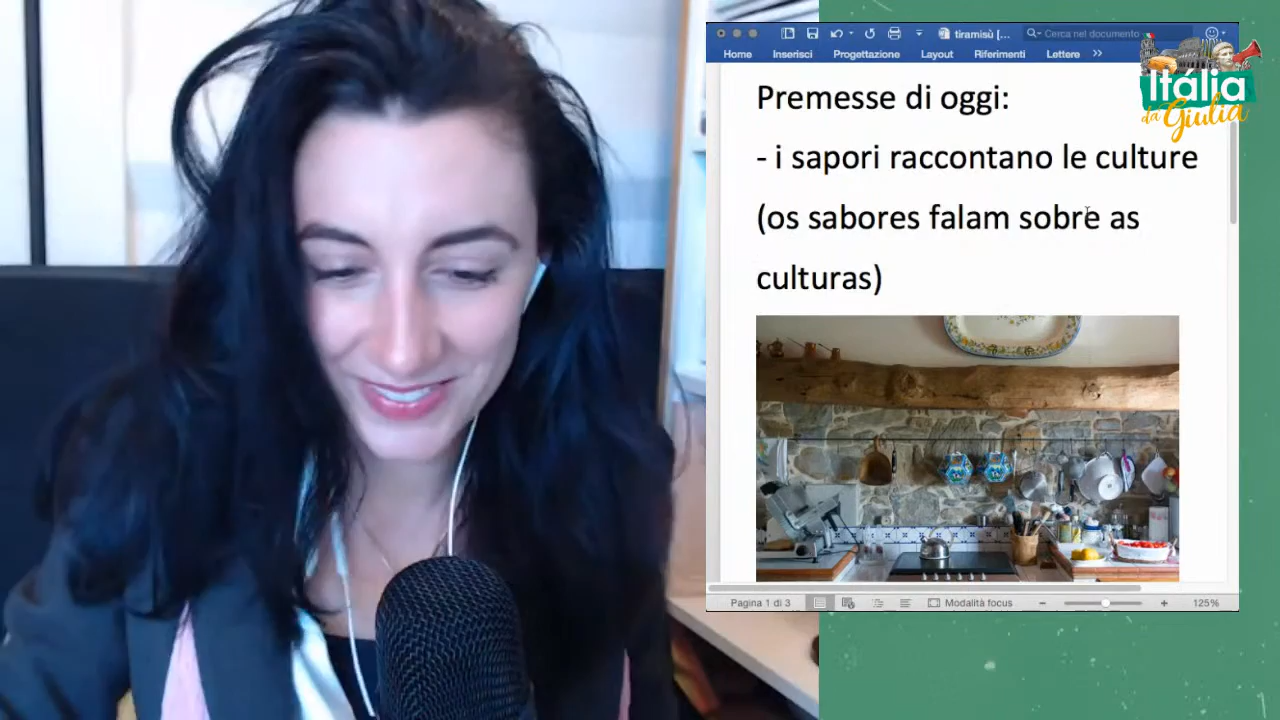 tiramisù [...
Cerca nel documento
Home Inserisci Progettazione Layout Riferimenti Lettere
Itália
da Giulia
Premesse di oggi:
- i sapori raccontano le culture
(os sabores falam sobre as
culturas)
Pagina 1 di 3 Modalità focus 125%